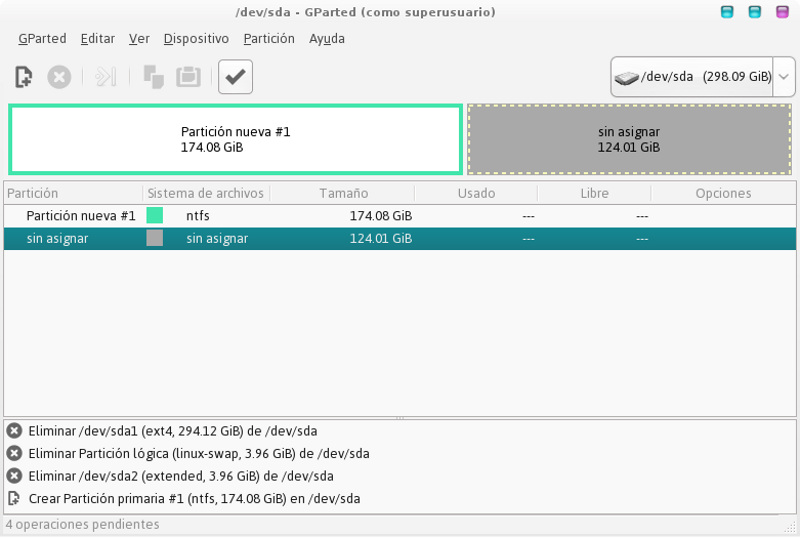 /dev/sda - GParted (como superusuario)
GParted Editar Ver Dispositivo Partición Ayuda
/dev/sda (298.09 GiB)
Partición nueva #1
174.08 GiB
sin asignar
124.01 GiB
Partición Sistema de archivos Tamaño Usado Libre Opciones
Partición nueva #1 ntfs 174.08 GiB --- ---
sin asignar sin asignar 124.01 GiB --- ---
Eliminar /dev/sda1 (ext4, 294.12 GiB) de /dev/sda
Eliminar Partición lógica (linux-swap, 3.96 GiB) de /dev/sda
Eliminar /dev/sda2 (extended, 3.96 GiB) de /dev/sda
Crear Partición primaria #1 (ntfs, 174.08 GiB) en /dev/sda
4 operaciones pendientes